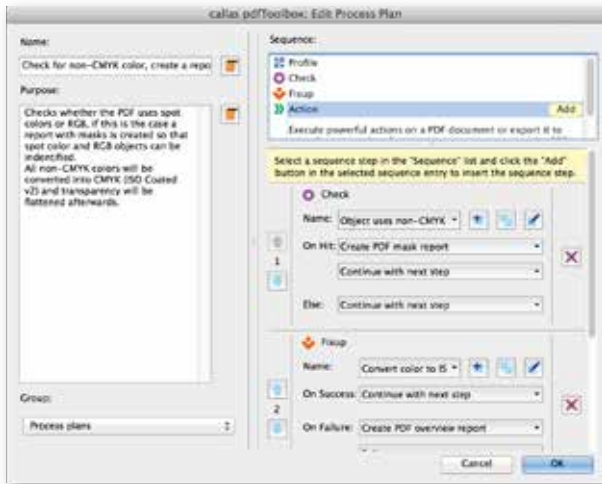 callas pdfToolbox: Edit Process Plan
Name:
Check for non-CMYK color, create a repo
Purpose:
Checks whether the PDF uses spot
colors or RGB, if this is the case a
report with masks is created so that
spot color and RGB objects can be
indentified.
All non-CMYK colors will be
converted into CMYK (ISO Coated
v2) and transparency will be
flattened afterwards.
Group:
Process plans
Sequence:
Profile
Check
Fixup
Action
Add
Execute powerful actions on a PDF document or export it to
Select a sequence step in the "Sequence" list and click the "Add"
button in the selected sequence entry to insert the sequence step.
Check
Name: Object uses non-CMYK
On Hit: Create PDF mask report
1
Continue with next step
Else: Continue with next step
Fixup
Name: Convert color to IS
On Success: Continue with next step
2
On Failure: Create PDF overview report
Cancel
OK